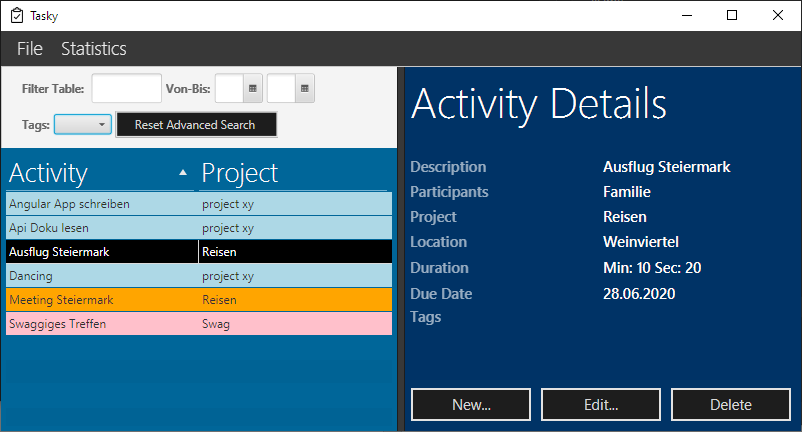 Tasky
File Statistics
Filter Table: Von-Bis:
Tags: Reset Advanced Search
Activity Project
Angular App schreiben project xy
Api Doku lesen project xy
Ausflug Steiermark Reisen
Dancing project xy
Meeting Steiermark Reisen
Swaggiges Treffen Swag
Activity Details
Description Ausflug Steiermark
Participants Familie
Project Reisen
Location Weinviertel
Duration Min: 10 Sec: 20
Due Date 28.06.2020
Tags
New... Edit... Delete